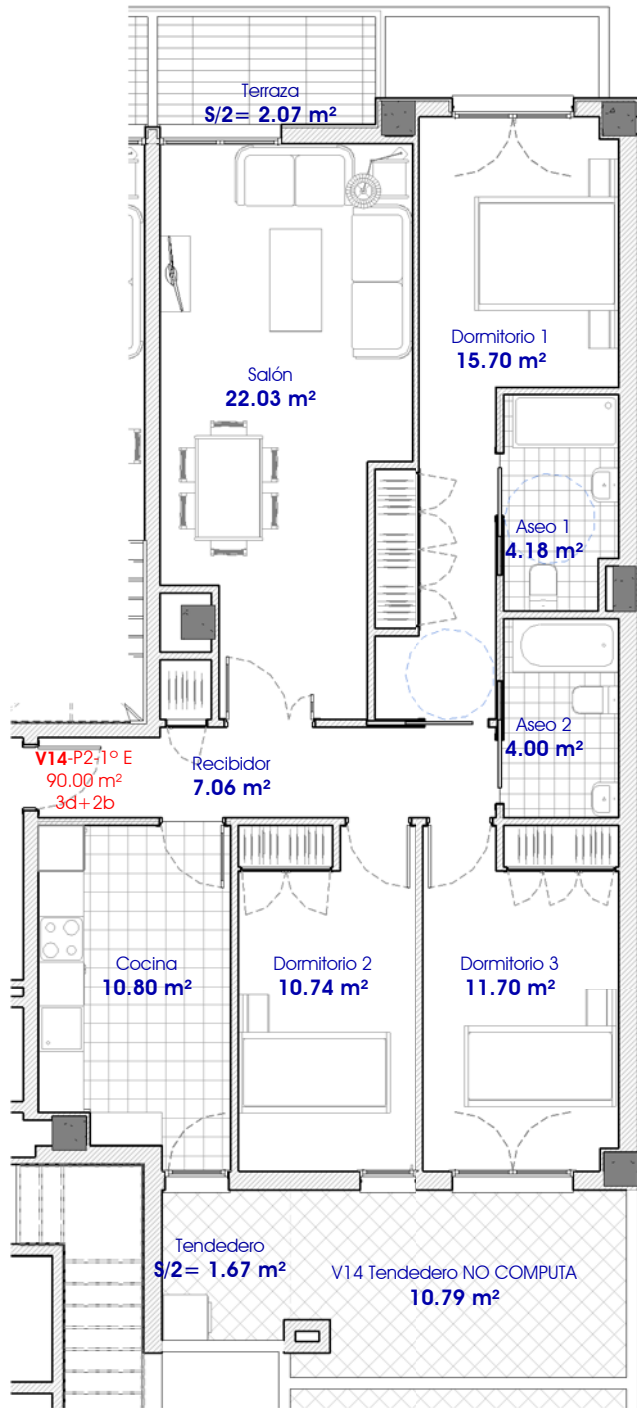 Terraza
S/2= 2.07 m²
Dormitorio 1
15.70 m²
Salón
22.03 m²
Aseo 1
4.18 m²
Aseo 2
4.00 m²
V14-P2-1º E
90.00 m²
3d+2b
Recibidor
7.06 m²
Cocina
10.80 m²
Dormitorio 2
10.74 m²
Dormitorio 3
11.70 m²
Tendedero
S/2= 1.67 m²
V14 Tendedero NO COMPUTA
10.79 m²